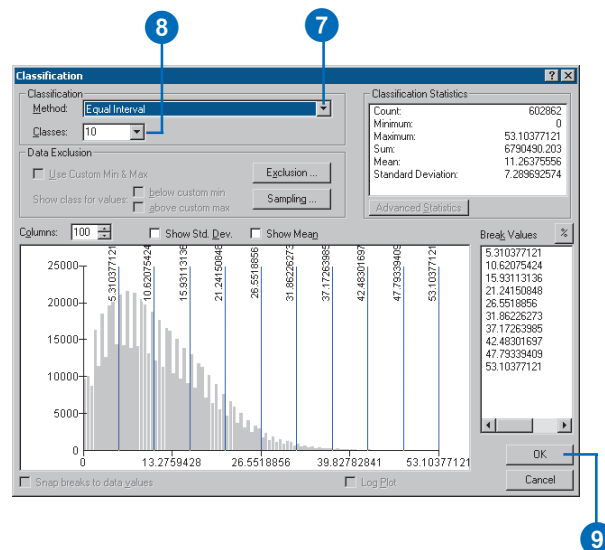 8
7
Classification
Classification
Method: Equal Interval
Classes: 10
Classification Statistics
Count: 602862
Minimum: 0
Maximum: 53.10377121
Sum: 6790490.203
Mean: 11.26375556
Standard Deviation: 7.289692574
Advanced Statistics
Data Exclusion
Use Custom Min & Max
Exclusion ...
Show class for values:
below custom min
above custom max
Sampling ...
Columns: 100
Show Std. Dev.
Show Mean
Break Values
%
5.310377121
10.62075424
15.93113136
21.24150848
26.5518856
31.86226273
37.17263985
42.48301697
47.79339409
53.10377121
25000
20000
15000
10000
5000
0
5.310377121
10.62075424
15.93113136
21.24150848
26.5518856
31.86226273
37.17263985
42.48301697
47.79339409
53.10377121
0
13.2759428
26.5518856
39.82782841
53.10377121
OK
Cancel
Snap breaks to data values
Log Plot
9